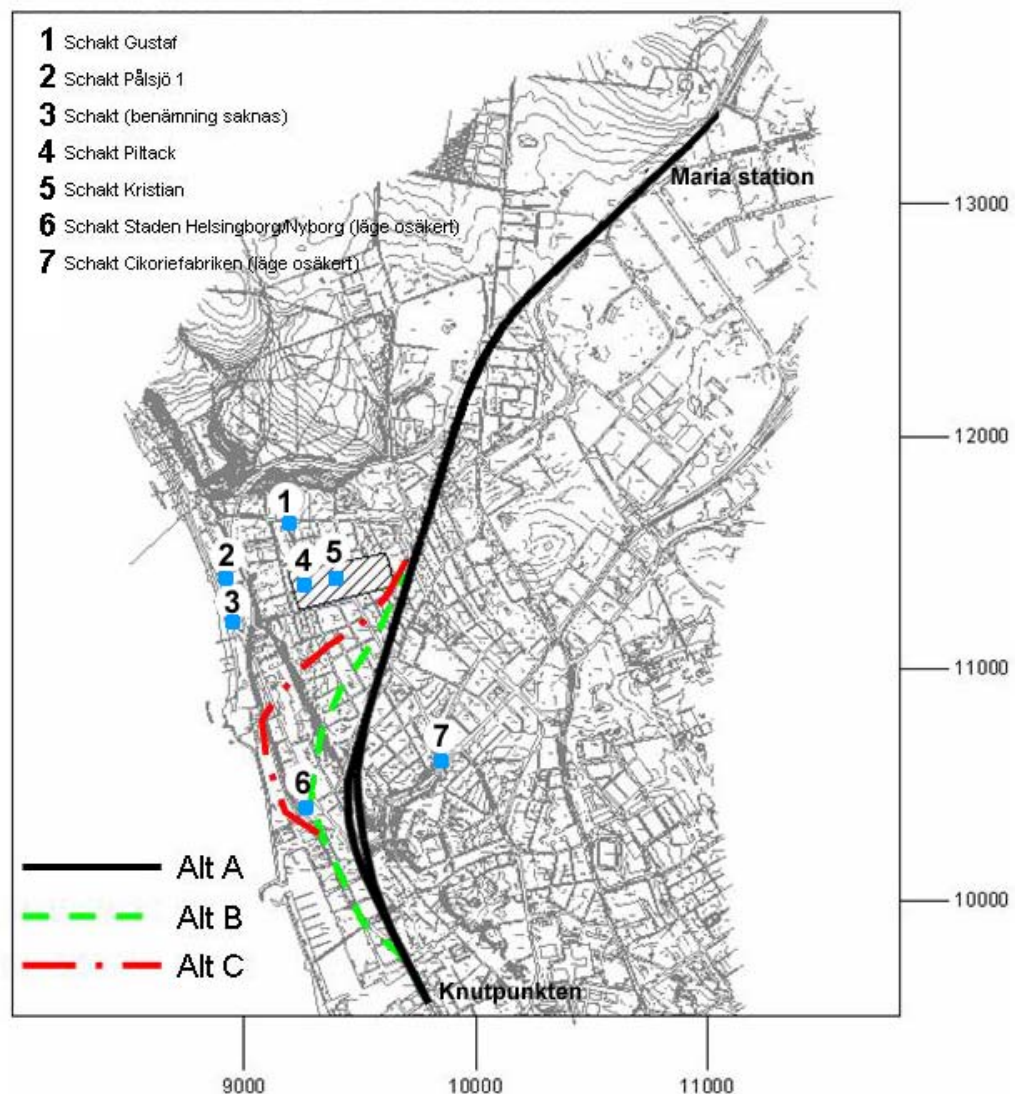 1 Schakt Gustaf
2 Schakt Pålsjö 1
3 Schakt (benämning saknas)
4 Schakt Piltack
5 Schakt Kristian
6 Schakt Staden Helsingborg/Nyborg (läge osäkert)
7 Schakt Cikoriefabriken (läge osäkert)
Maria station
13000
12000
1
2
4
5
3
11000
7
6
Alt A
10000
Alt B
Alt C
Knutpunkten
9000
10000
11000